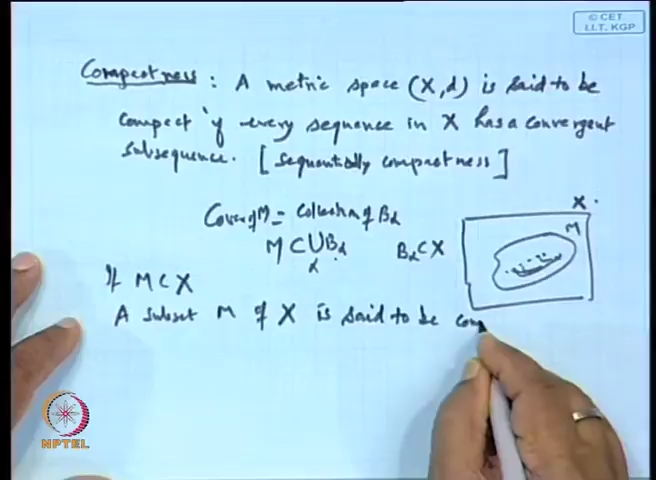 © CET
I.I.T. KGP
Compactness : A metric space (X, d) is said to be
compact if every sequence in X has a convergent
subsequence. [ sequentially compactness ]
Cover of M = Collection of Bα
M ⊂ ∪ Bα Bα ⊂ X
α
X
M
If M ⊂ X
A subset M of X is said to be com
NPTEL